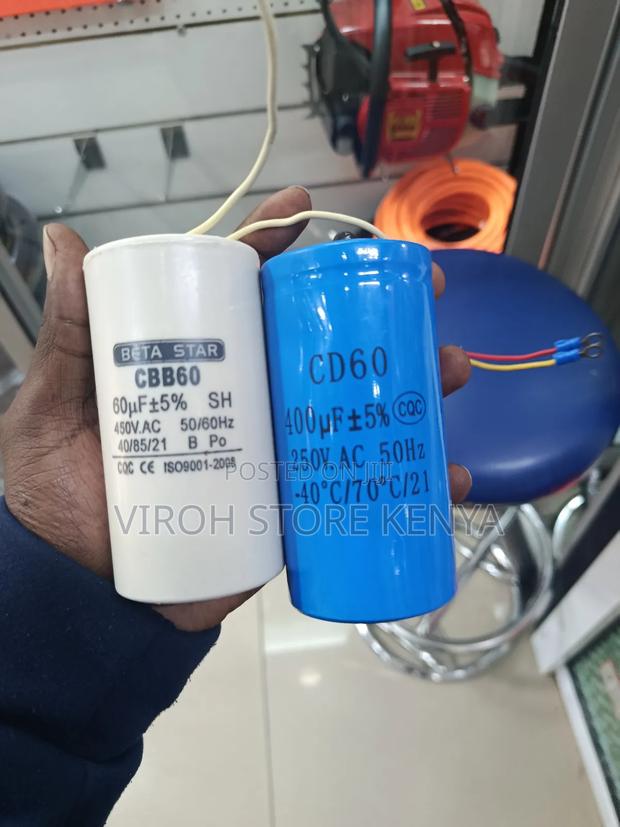 BETA STAR
CBB60
60µF±5% SH
450V.AC 50/60Hz
40/85/21 B Po
CQC CE ISO9001-2008
CD60
400µF±5% CQC
250V.AC 50Hz
-40°C/70°C/21
POSTED ON JIJI
VIROH STORE KENYA